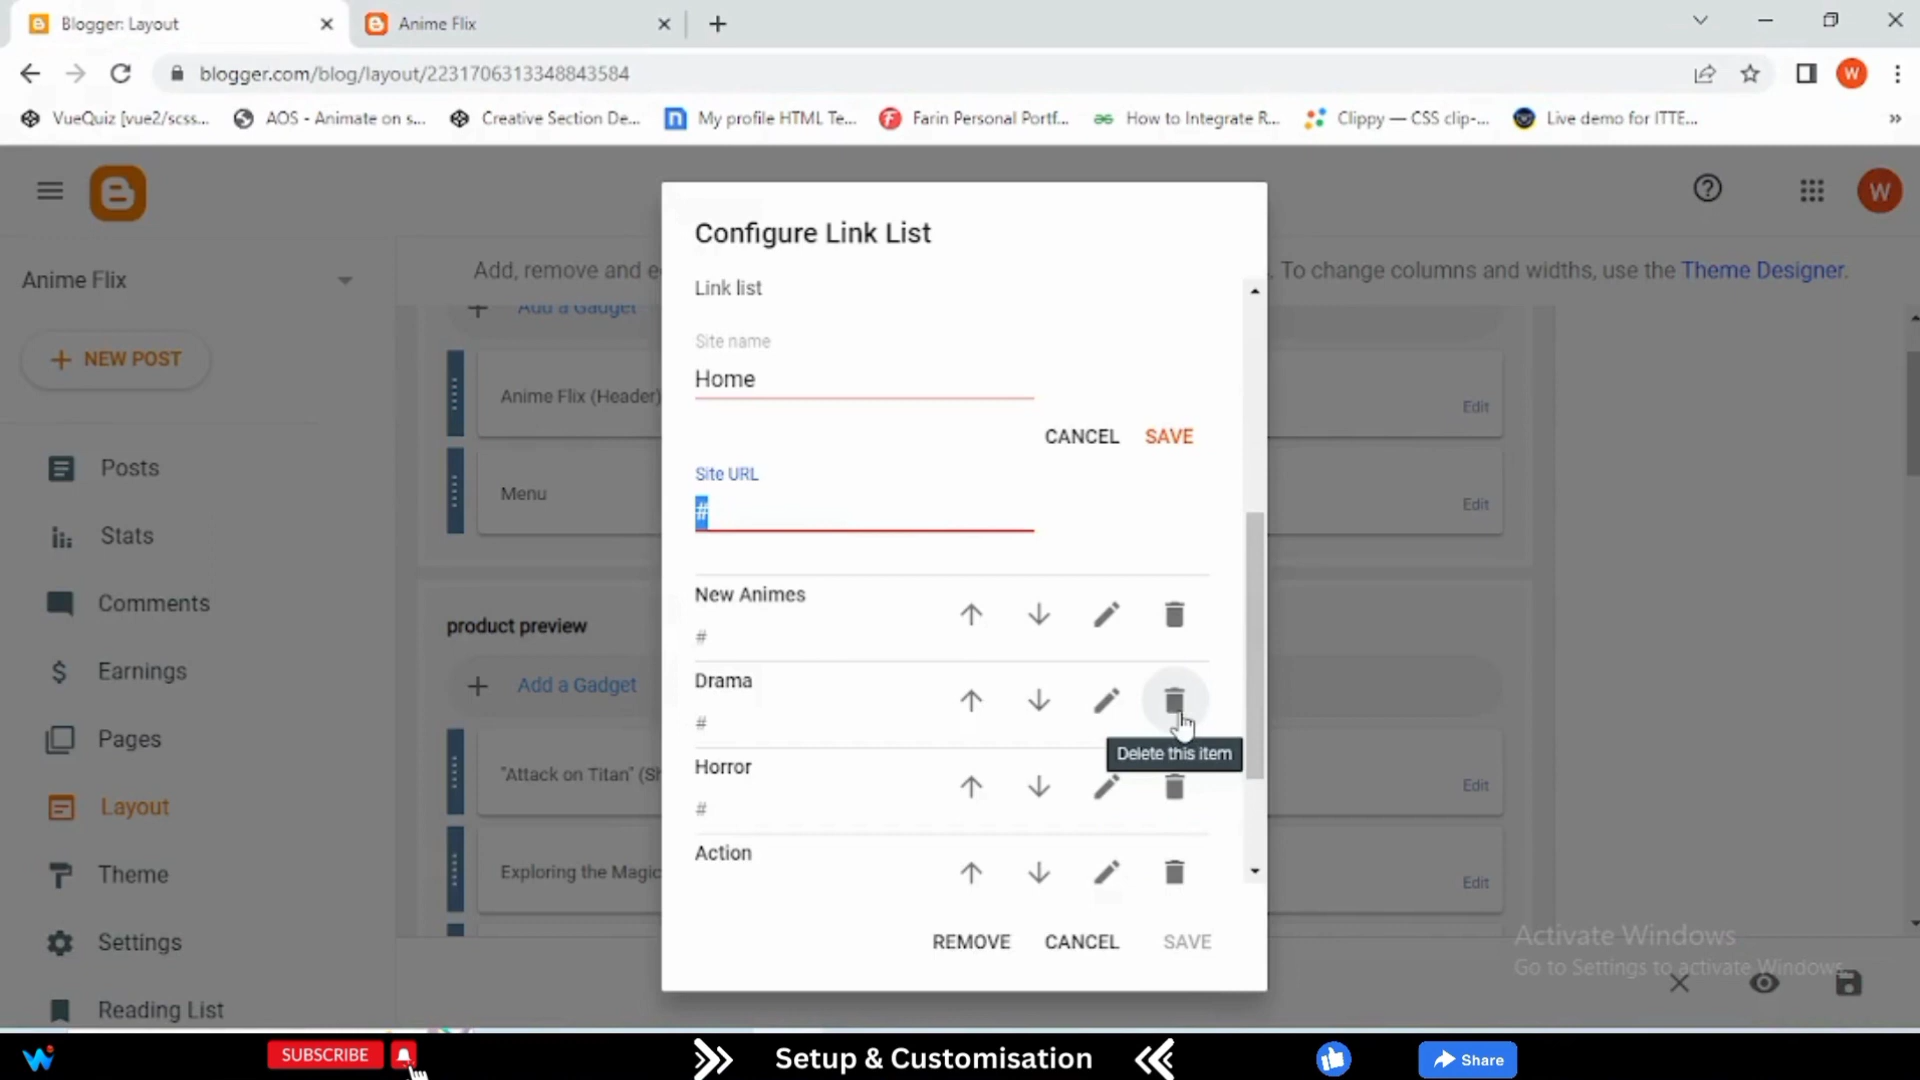 Blogger: Layout
Anime Flix
blogger.com/blog/layout/2231706313348843584
W
VueQuiz [vue2/scss...
AOS - Animate on s...
Creative Section De...
My profile HTML Te...
Farin Personal Portf...
How to Integrate R...
Clippy — CSS clip-...
Live demo for ITTE...
W
Configure Link List
Anime Flix
Add, remove and e
. To change columns and widths, use the Theme Designer.
Link list
Add a Gadget
Site name
Home
NEW POST
Anime Flix (Header)
Edit
CANCEL SAVE
Posts
Site URL
#
Menu
Edit
Stats
New Animes
#
Comments
product preview
Earnings
Add a Gadget
Drama
#
Pages
Delete this item
Horror
#
"Attack on Titan" (S
Edit
Layout
Action
Theme
Exploring the Magic
Edit
REMOVE CANCEL SAVE
Settings
Activate Windows
Go to Settings to activate Windows.
Reading List
SUBSCRIBE
Setup & Customisation
Share